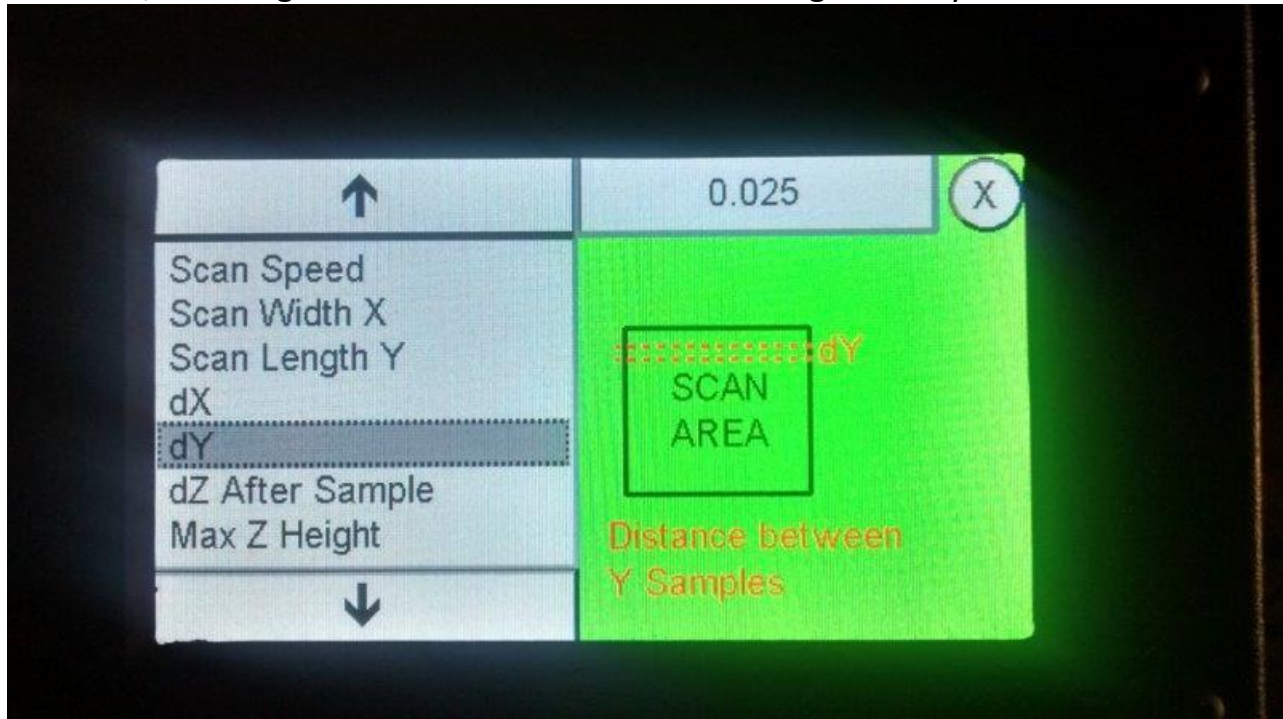 0.025
X
Scan Speed
Scan Width X
Scan Length Y
dX
dY
dZ After Sample
Max Z Height
dY
SCAN
AREA
Distance between
Y Samples